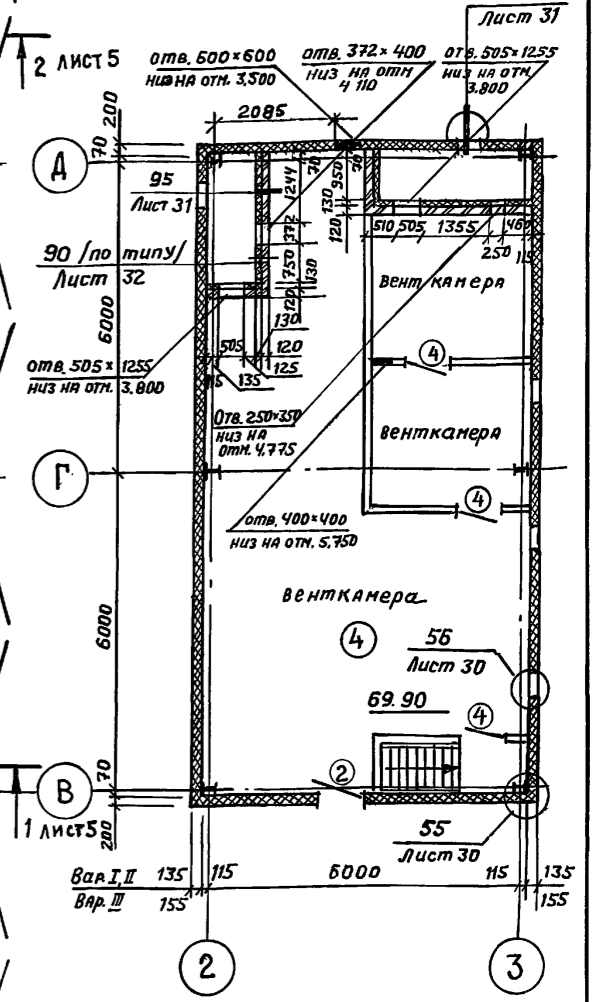 Лист 31
2 лист 5
отв. 600×600
низ на отм. 3,500
отв. 372×400
низ на отм
4 110
отв. 505×1255
низ на отм.
3.800
200
2085
70
Д
95
Лист 31
1244
70
950
70
130
120
510 505 1355 250 460 115
90 /по типу/
Лист 32
372
750
130
120
венткамера
6000
505
130
120
125
115 135
отв. 505×1255
низ на отм. 3.800
4
Отв. 250×350
низ на
отм. 4.775
венткамера
Г
4
отв. 400×400
низ на отм. 5.750
венткамера
6000
4
56
Лист 30
69.90
4
70
В
2
1 лист 5
200
55
Лист 30
Вар. I, II 135 115 6000 115 135
Вар. III 155 155
2
3